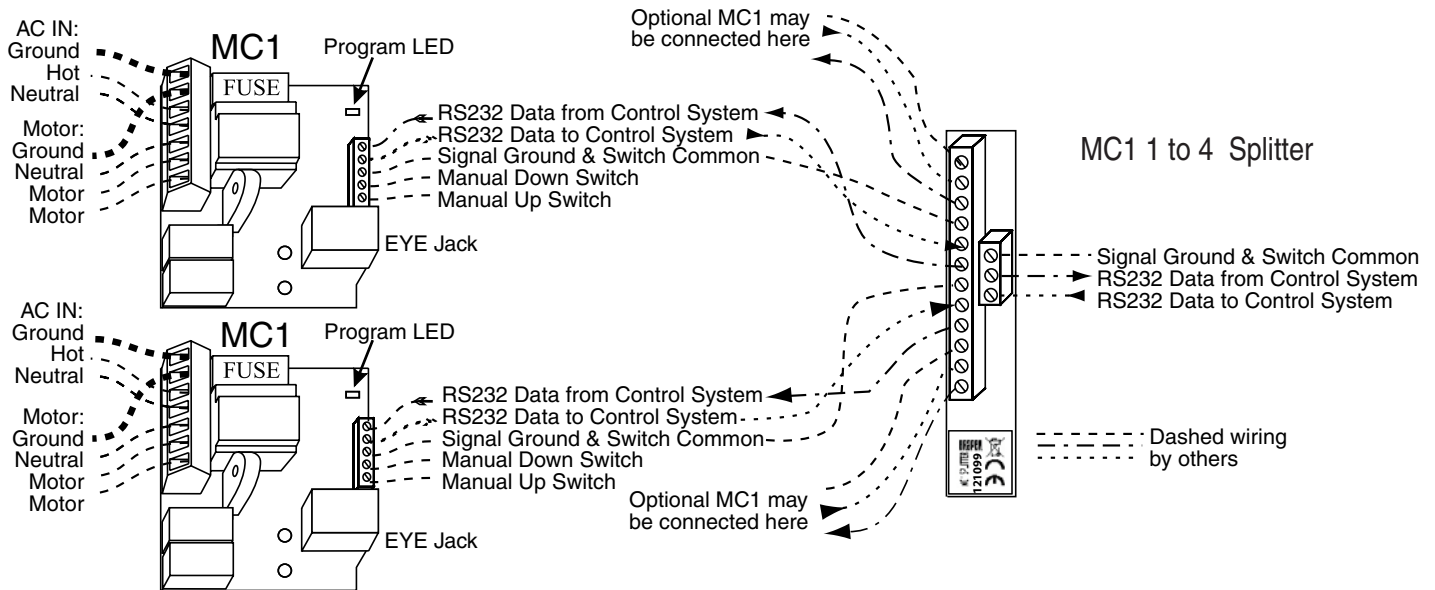 AC IN:
Ground
Hot
Neutral
Motor:
Ground
Neutral
Motor
Motor
MC1
FUSE
Program LED
RS232 Data from Control System
RS232 Data to Control System
Signal Ground & Switch Common
Manual Down Switch
Manual Up Switch
EYE Jack
AC IN:
Ground
Hot
Neutral
Motor:
Ground
Neutral
Motor
Motor
MC1
FUSE
Program LED
RS232 Data from Control System
RS232 Data to Control System
Signal Ground & Switch Common
Manual Down Switch
Manual Up Switch
EYE Jack
Optional MC1 may
be connected here
Optional MC1 may
be connected here
MC1 1 to 4 Splitter
Signal Ground & Switch Common
RS232 Data from Control System
RS232 Data to Control System
Dashed wiring
by others
DRAPER
MC SPLITTER
121099
CE